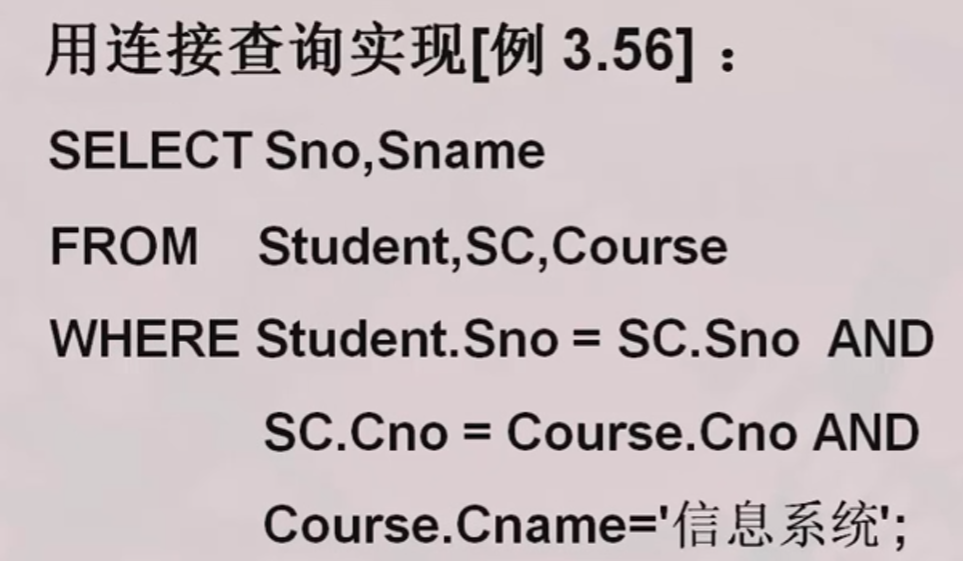 用连接查询实现[例 3.56] ：
SELECT Sno,Sname
FROM Student,SC,Course
WHERE Student.Sno = SC.Sno AND
SC.Cno = Course.Cno AND
Course.Cname='信息系统';